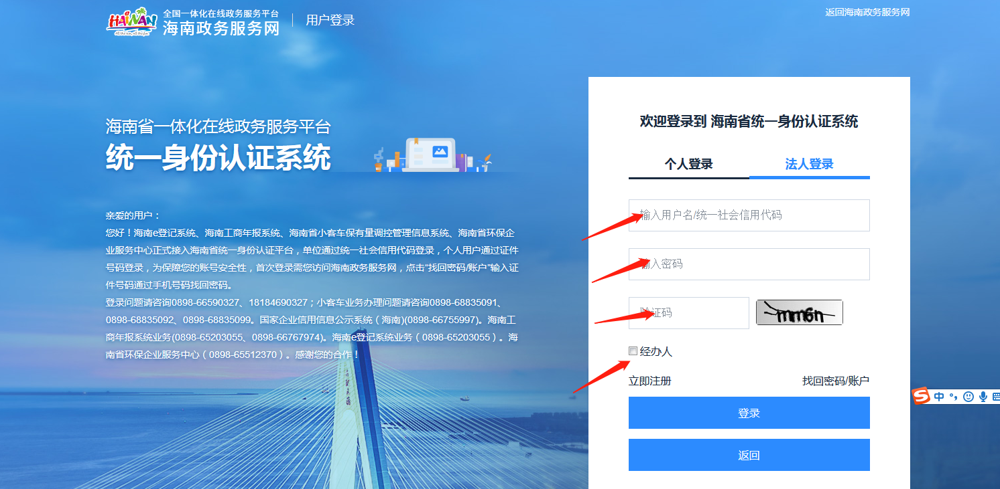 HAiNAN
全国一体化在线政务服务平台
海南政务服务网
用户登录
返回海南政务服务网
海南省一体化在线政务服务平台
统一身份认证系统
亲爱的用户：
您好！海南e登记系统、海南工商年报系统、海南省小客车保有量调控管理信息系统、海南省环保企
业服务中心正式接入海南省统一身份认证平台，单位通过统一社会信用代码登录，个人用户通过证件
号码登录，为保障您的账号安全性，首次登录需您访问海南政务服务网，点击“找回密码/账户”输入证
件号码通过手机号码找回密码。
登录问题请咨询0898-66590327、18184690327；小客车业务办理问题请咨询0898-68835091、
0898-68835092、0898-68835099。国家企业信用信息公示系统（海南)(0898-66755997)。海南工
商年报系统业务(0898-65203055、0898-66767974)。海南e登记系统业务（0898-65203055）。海
南省环保企业服务中心（0898-65512370）。感谢您的合作！
欢迎登录到 海南省统一身份认证系统
个人登录
法人登录
输入用户名/统一社会信用代码
输入密码
验证码
mm6n
经办人
立即注册
找回密码/账户
登录
返回
S 中